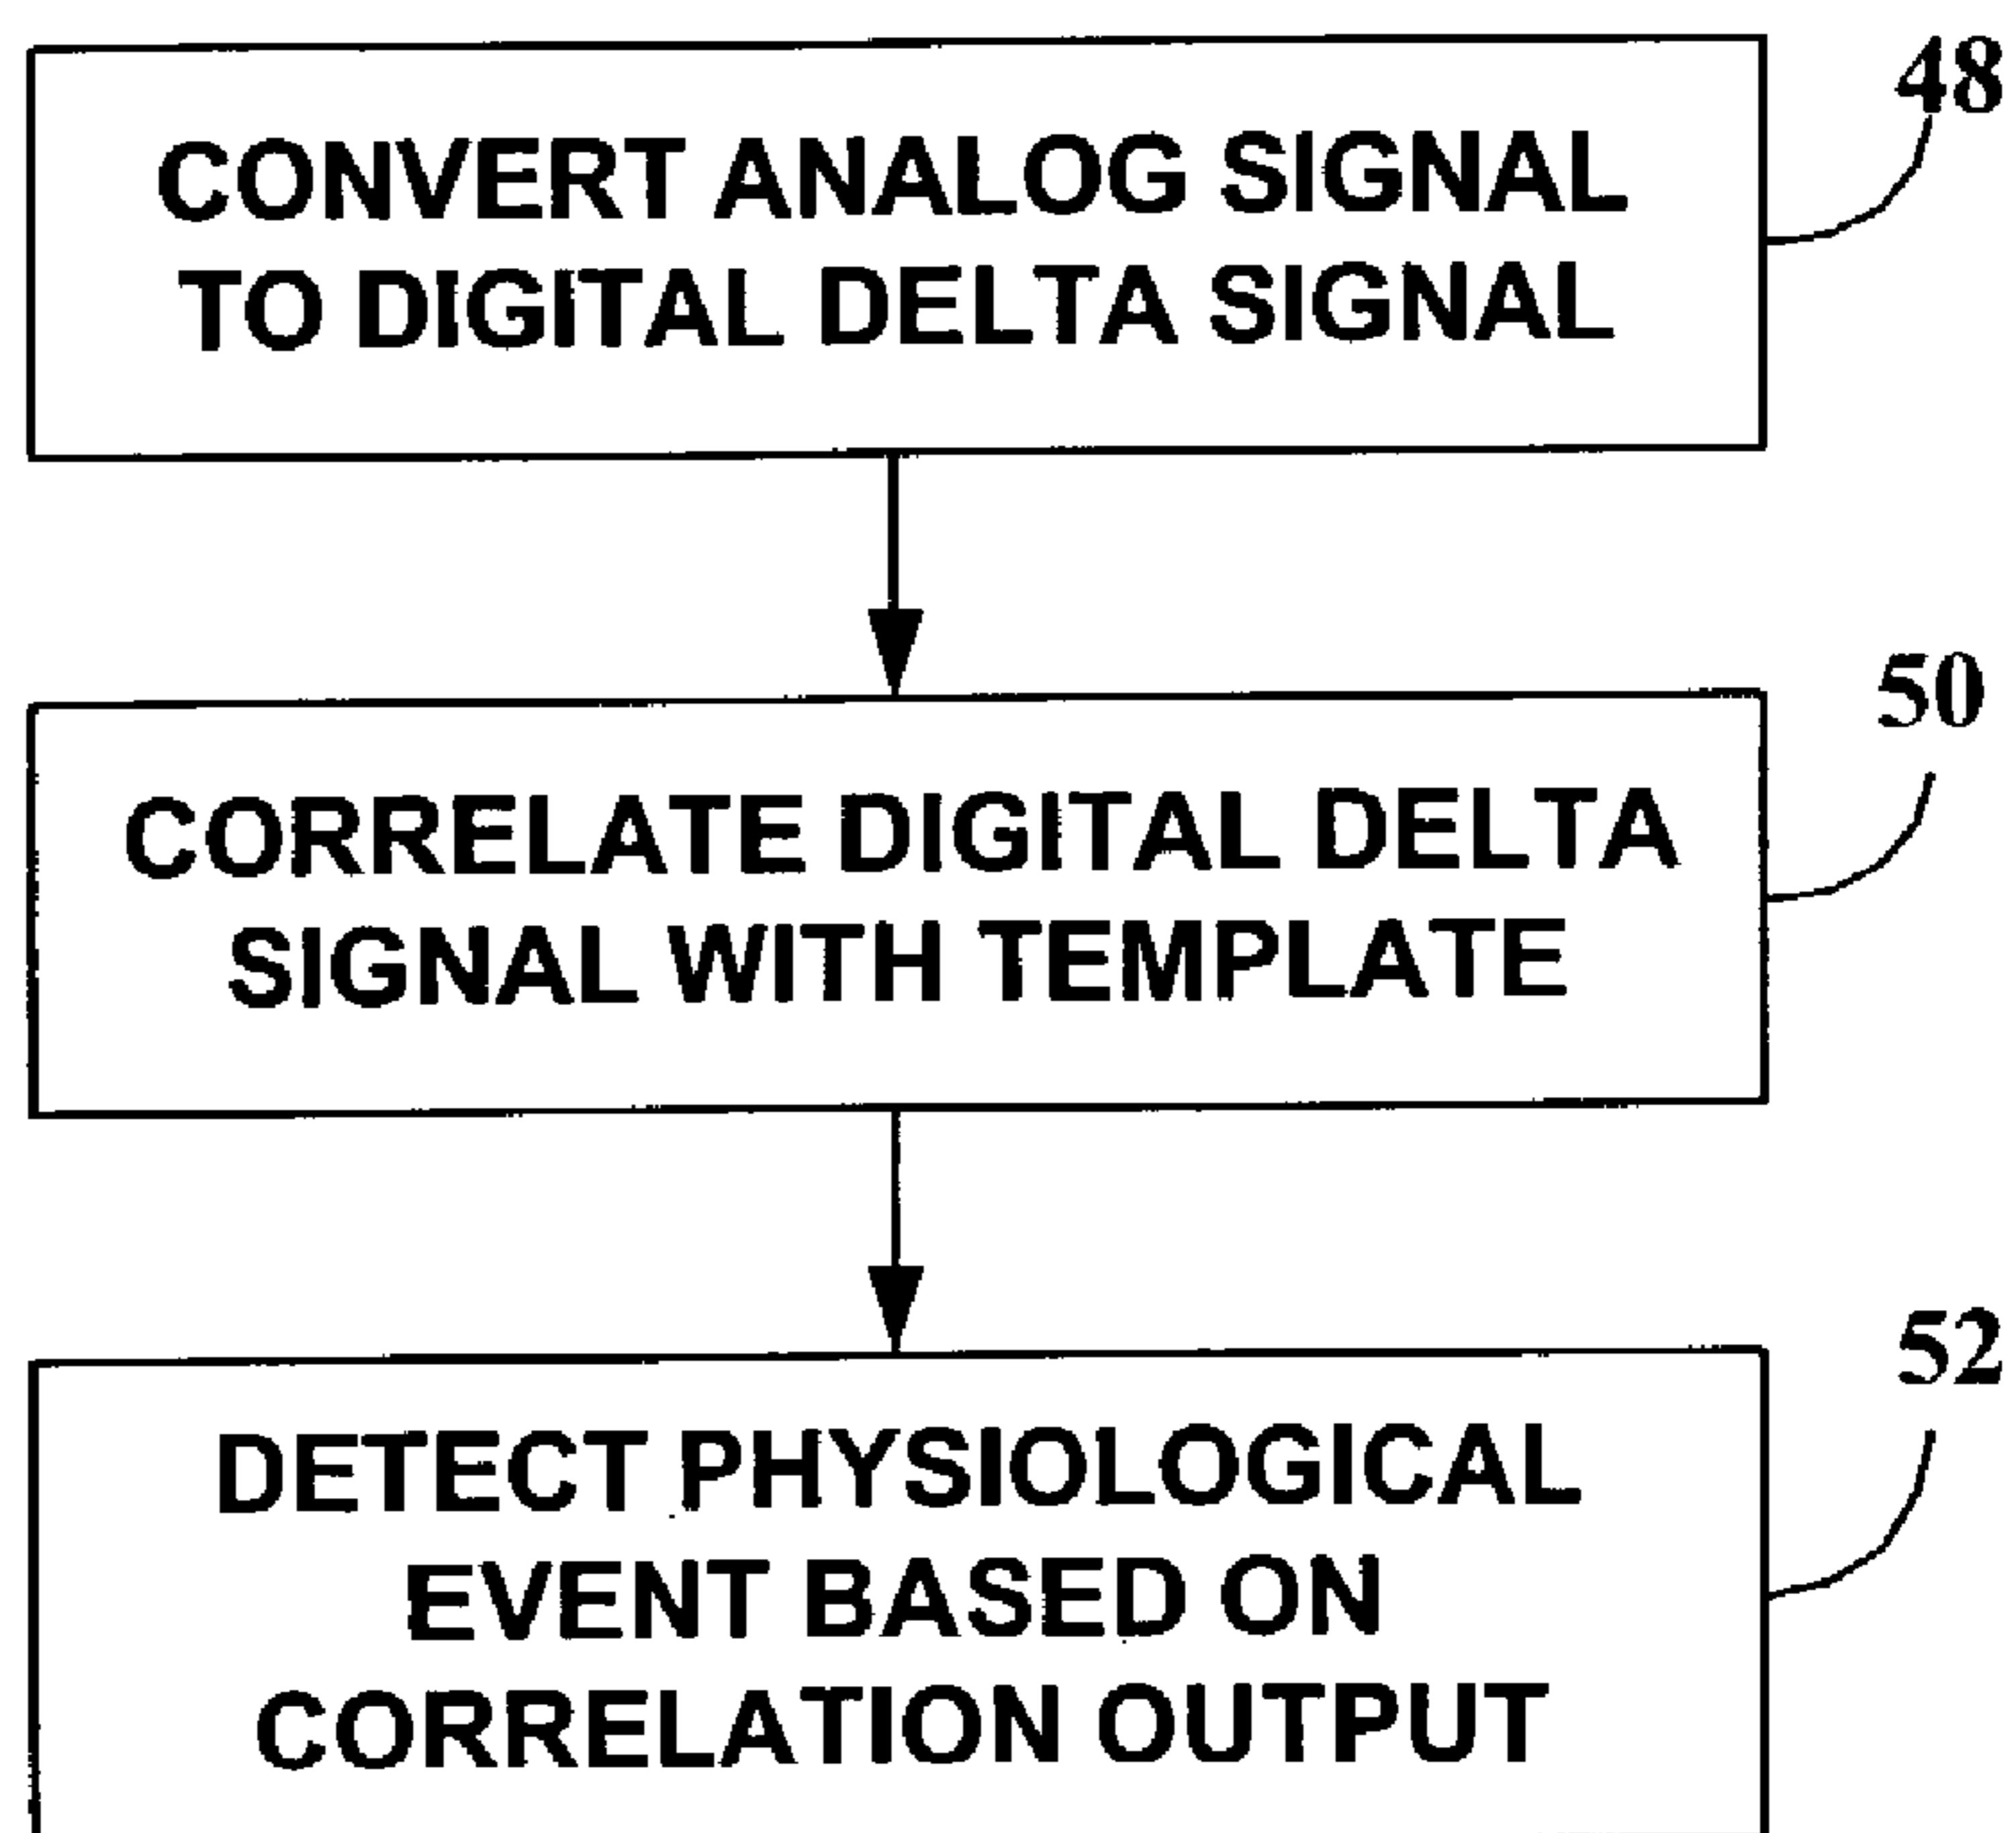 CONVERT ANALOG SIGNAL
TO DIGITAL DELTA SIGNAL
48
CORRELATE DIGITAL DELTA
SIGNAL WITH TEMPLATE
50
DETECT PHYSIOLOGICAL
EVENT BASED ON
CORRELATION OUTPUT
52